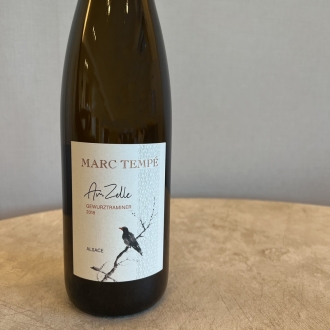 MARC TEMPÉ
Am Zelle
GEWURZTRAMINER
2018
ALSACE